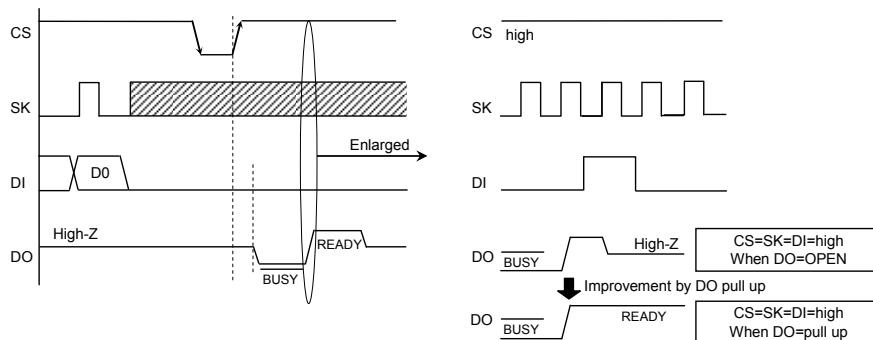 CS
SK
DI
D0
High-Z
DO
BUSY
READY
Enlarged
CS
high
SK
DI
DO
BUSY
High-Z
CS=SK=DI=high
When DO=OPEN
Improvement by DO pull up
DO
BUSY
READY
CS=SK=DI=high
When DO=pull up